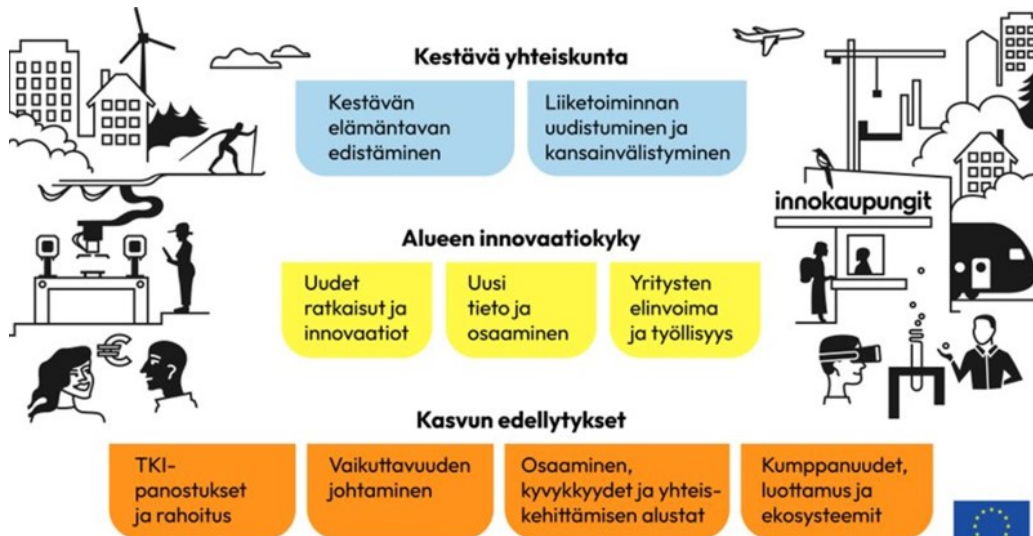 Kestävä yhteiskunta
Kestävän
elämäntavan
edistäminen
Liiketoiminnan
uudistuminen ja
kansainvälistyminen
innokaupungit
Alueen innovaatiokyky
Uudet
ratkaisut ja
innovaatiot
Uusi
tieto ja
osaaminen
Yritysten
elinvoima
ja työllisyys
€
Kasvun edellytykset
TKI-
panostukset
ja rahoitus
Vaikuttavuuden
johtaminen
Osaaminen,
kyvykkyydet ja yhteis-
kehittämisen alustat
Kumppanuudet,
luottamus ja
ekosysteemit